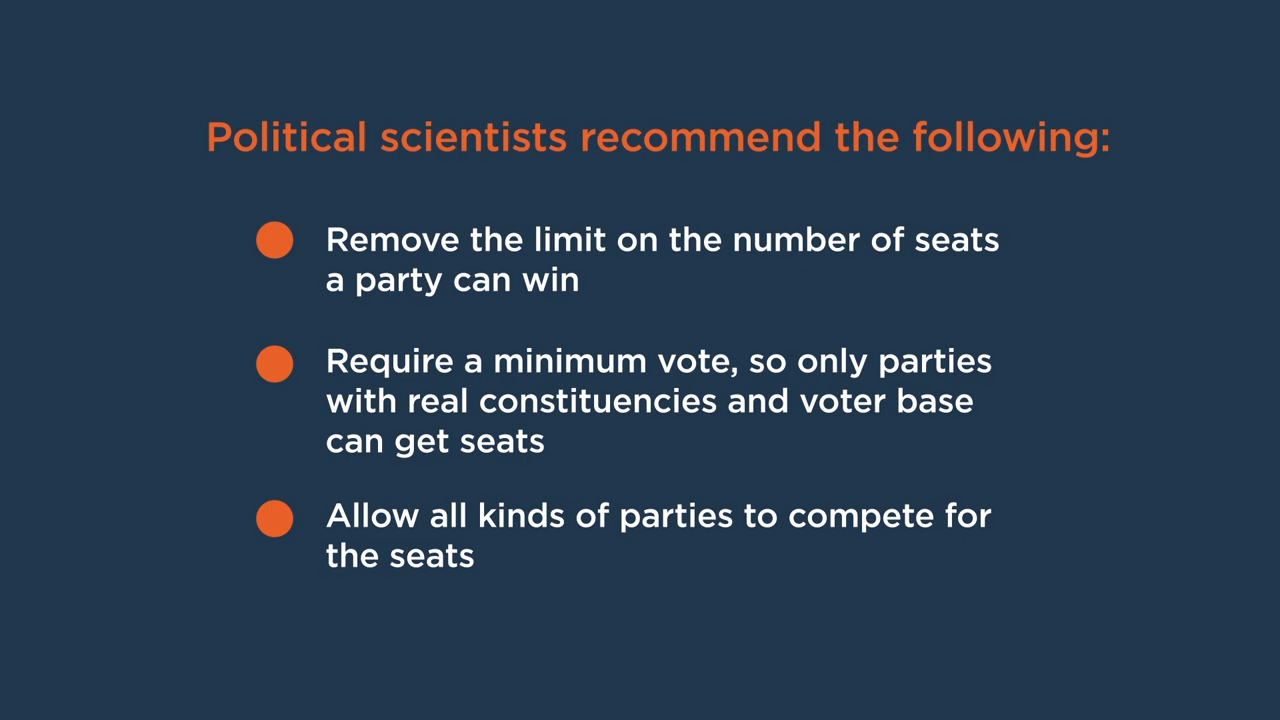 Political scientists recommend the following:
Remove the limit on the number of seats
a party can win
Require a minimum vote, so only parties
with real constituencies and voter base
can get seats
Allow all kinds of parties to compete for
the seats